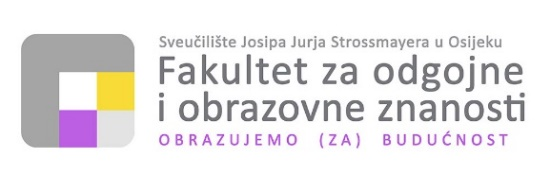 Sveučilište Josipa Jurja Strossmayera u Osijeku
Fakultet za odgojne
i obrazovne znanosti
OBRAZUJEMO (ZA) BUDUĆNOST